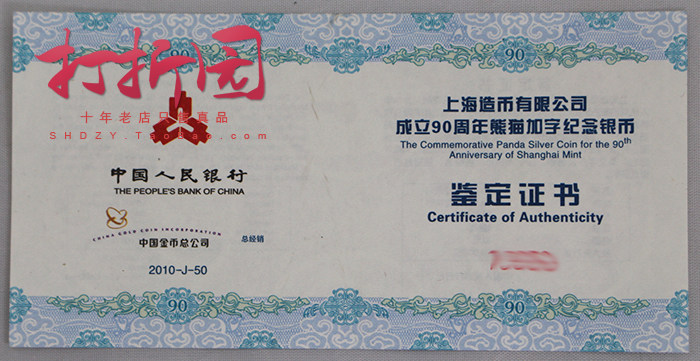 90
打折园
十年老店只售真品
SHDZY.Taobao.com
中国人民银行
THE PEOPLE'S BANK OF CHINA
CHINA GOLD COIN INCORPORATION
中国金币总公司 总经销
2010-J-50
90
90
上海造币有限公司
成立90周年熊猫加字纪念银币
The Commemorative Panda Silver Coin for the 90th
Anniversary of Shanghai Mint
鉴定证书
Certificate of Authenticity
90